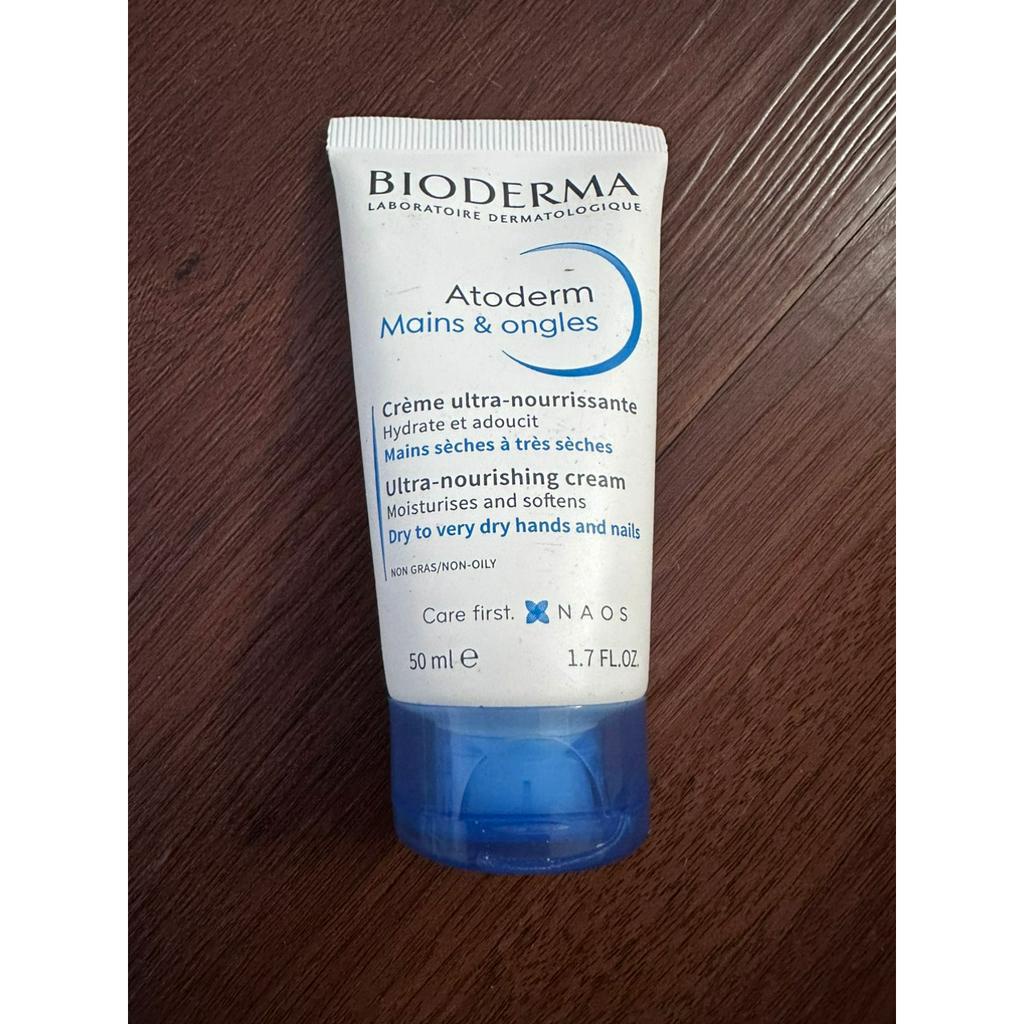 BIODERMA
LABORATOIRE DERMATOLOGIQUE
Atoderm
Mains & ongles
Crème ultra-nourrissante
Hydrate et adoucit
Mains sèches à très sèches
Ultra-nourishing cream
Moisturises and softens
Dry to very dry hands and nails
NON GRAS/NON-OILY
Care first. NAOS
50 ml ℮ 1.7 FL.OZ.